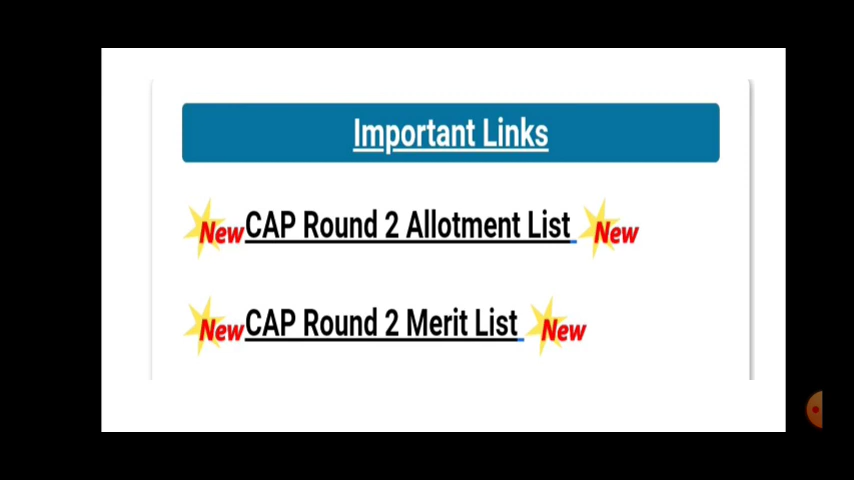 Important Links
New CAP Round 2 Allotment List New
New CAP Round 2 Merit List New